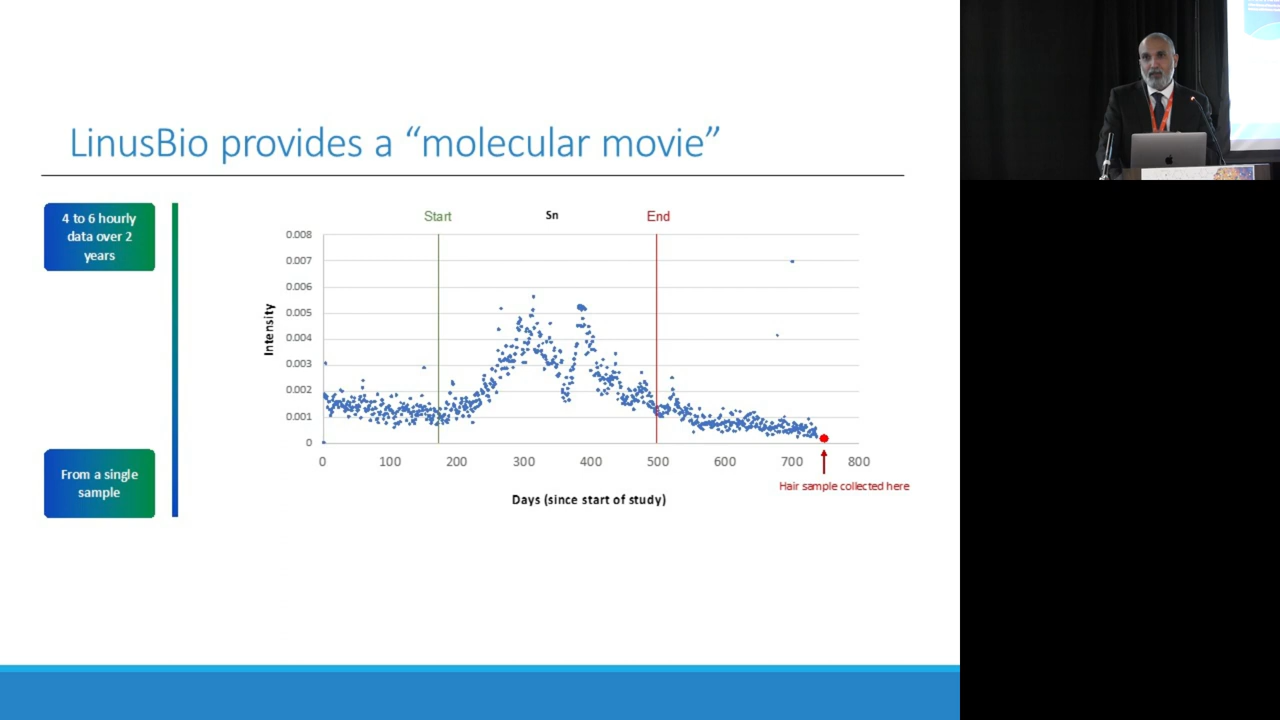 LinusBio provides a “molecular movie”
4 to 6 hourly
data over 2
years
From a single
sample
Start
Sn
End
0.008
0.007
0.006
0.005
0.004
0.003
0.002
0.001
0
Intensity
0 100 200 300 400 500 600 700 800
Days (since start of study)
Hair sample collected here